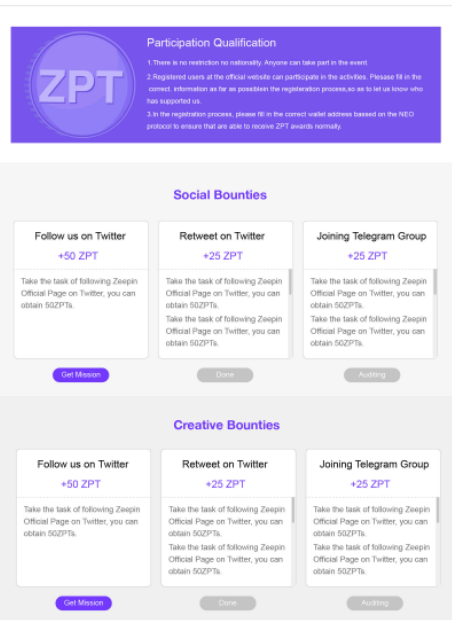 Participation Qualification
ZPT
1.There is no restriction no nationality. Anyone can take part in the event.
2.Registered users at the official website can partticipate in the activities. Plesase fill in the
correct. information as far as possiblein the registeration process,so as to let us know who
has supported us.
3.In the registration process, please fill in the correct wallet address bassed on the NEO
protocol to ensure that are able to receive ZPT awards normally.
Social Bounties
Follow us on Twitter
+50 ZPT
Take the task of following Zeepin
Official Page on Twitter, you can
obtain 50ZPTs.
Get Mission
Retweet on Twitter
+25 ZPT
Take the task of following Zeepin
Official Page on Twitter, you can
obtain 50ZPTs.
Take the task of following Zeepin
Official Page on Twitter, you can
obtain 50ZPTs.
Done
Joining Telegram Group
+25 ZPT
Take the task of following Zeepin
Official Page on Twitter, you can
obtain 50ZPTs.
Take the task of following Zeepin
Official Page on Twitter, you can
obtain 50ZPTs.
Auditing
Creative Bounties
Follow us on Twitter
+50 ZPT
Take the task of following Zeepin
Official Page on Twitter, you can
obtain 50ZPTs.
Get Mission
Retweet on Twitter
+25 ZPT
Take the task of following Zeepin
Official Page on Twitter, you can
obtain 50ZPTs.
Take the task of following Zeepin
Official Page on Twitter, you can
obtain 50ZPTs.
Done
Joining Telegram Group
+25 ZPT
Take the task of following Zeepin
Official Page on Twitter, you can
obtain 50ZPTs.
Take the task of following Zeepin
Official Page on Twitter, you can
obtain 50ZPTs.
Auditing